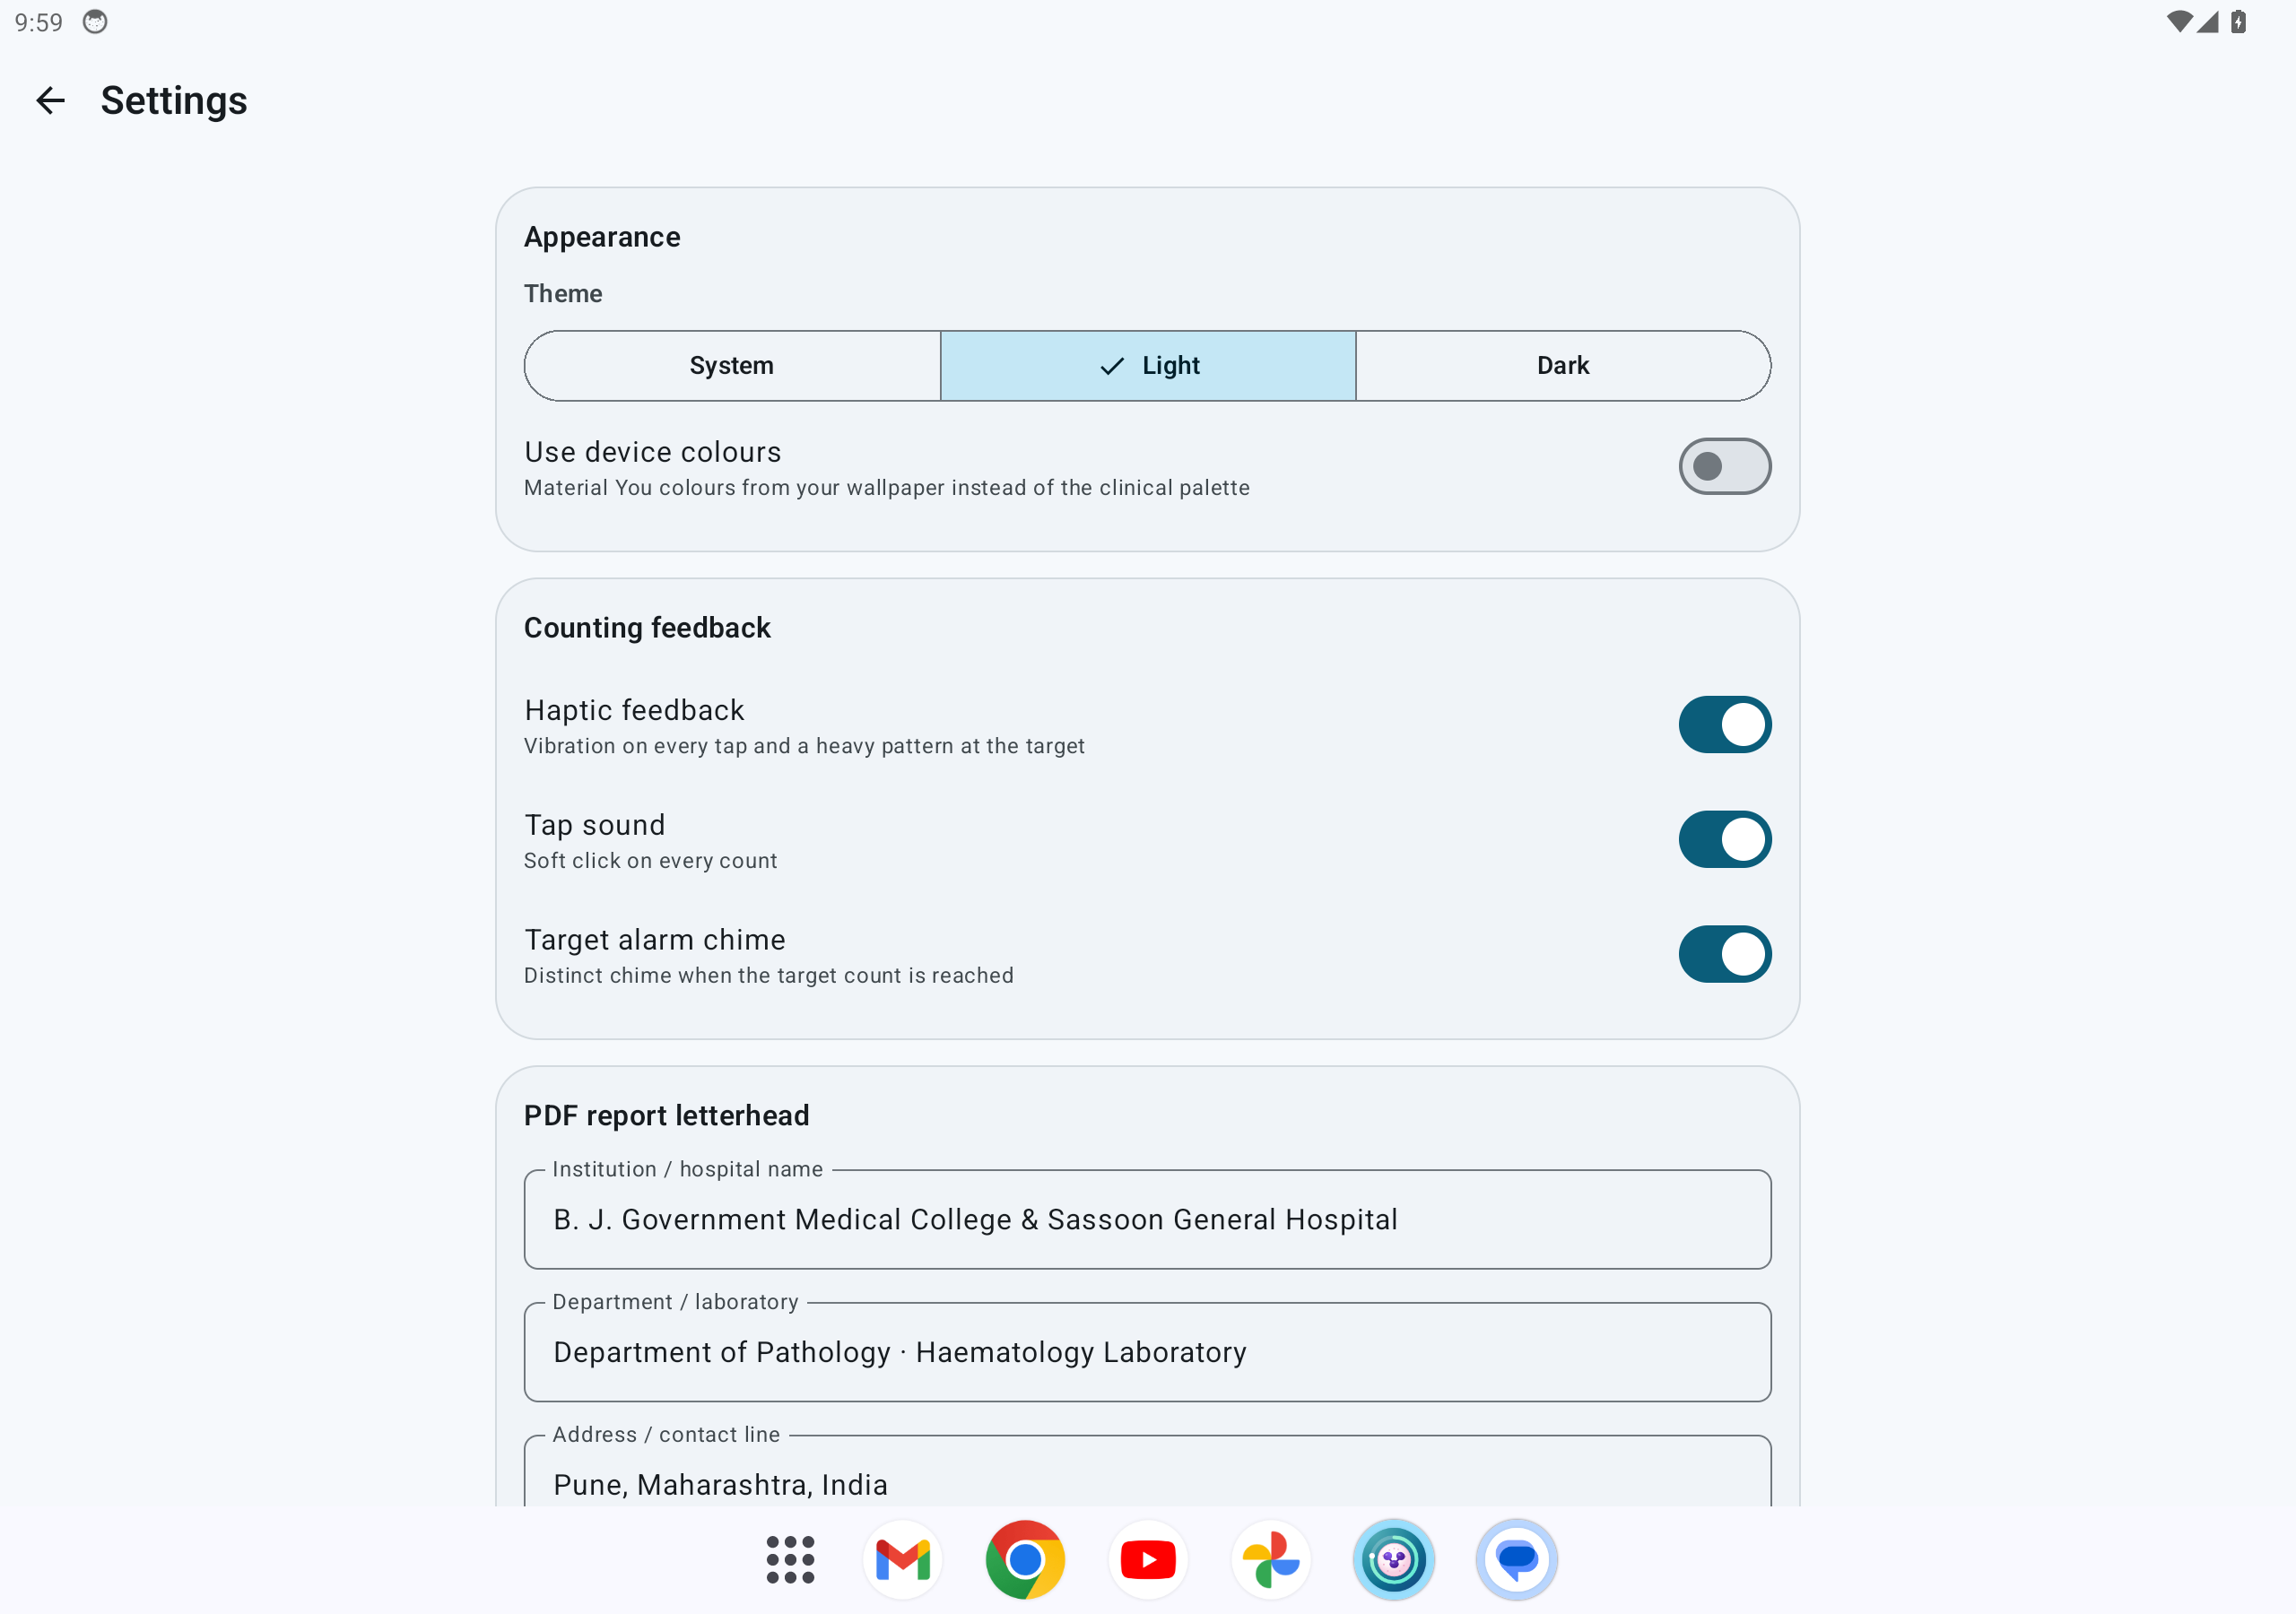 9:59
Settings
Appearance
Theme
System
Light
Dark
Use device colours
Material You colours from your wallpaper instead of the clinical palette
Counting feedback
Haptic feedback
Vibration on every tap and a heavy pattern at the target
Tap sound
Soft click on every count
Target alarm chime
Distinct chime when the target count is reached
PDF report letterhead
Institution / hospital name
B. J. Government Medical College & Sassoon General Hospital
Department / laboratory
Department of Pathology · Haematology Laboratory
Address / contact line
Pune, Maharashtra, India